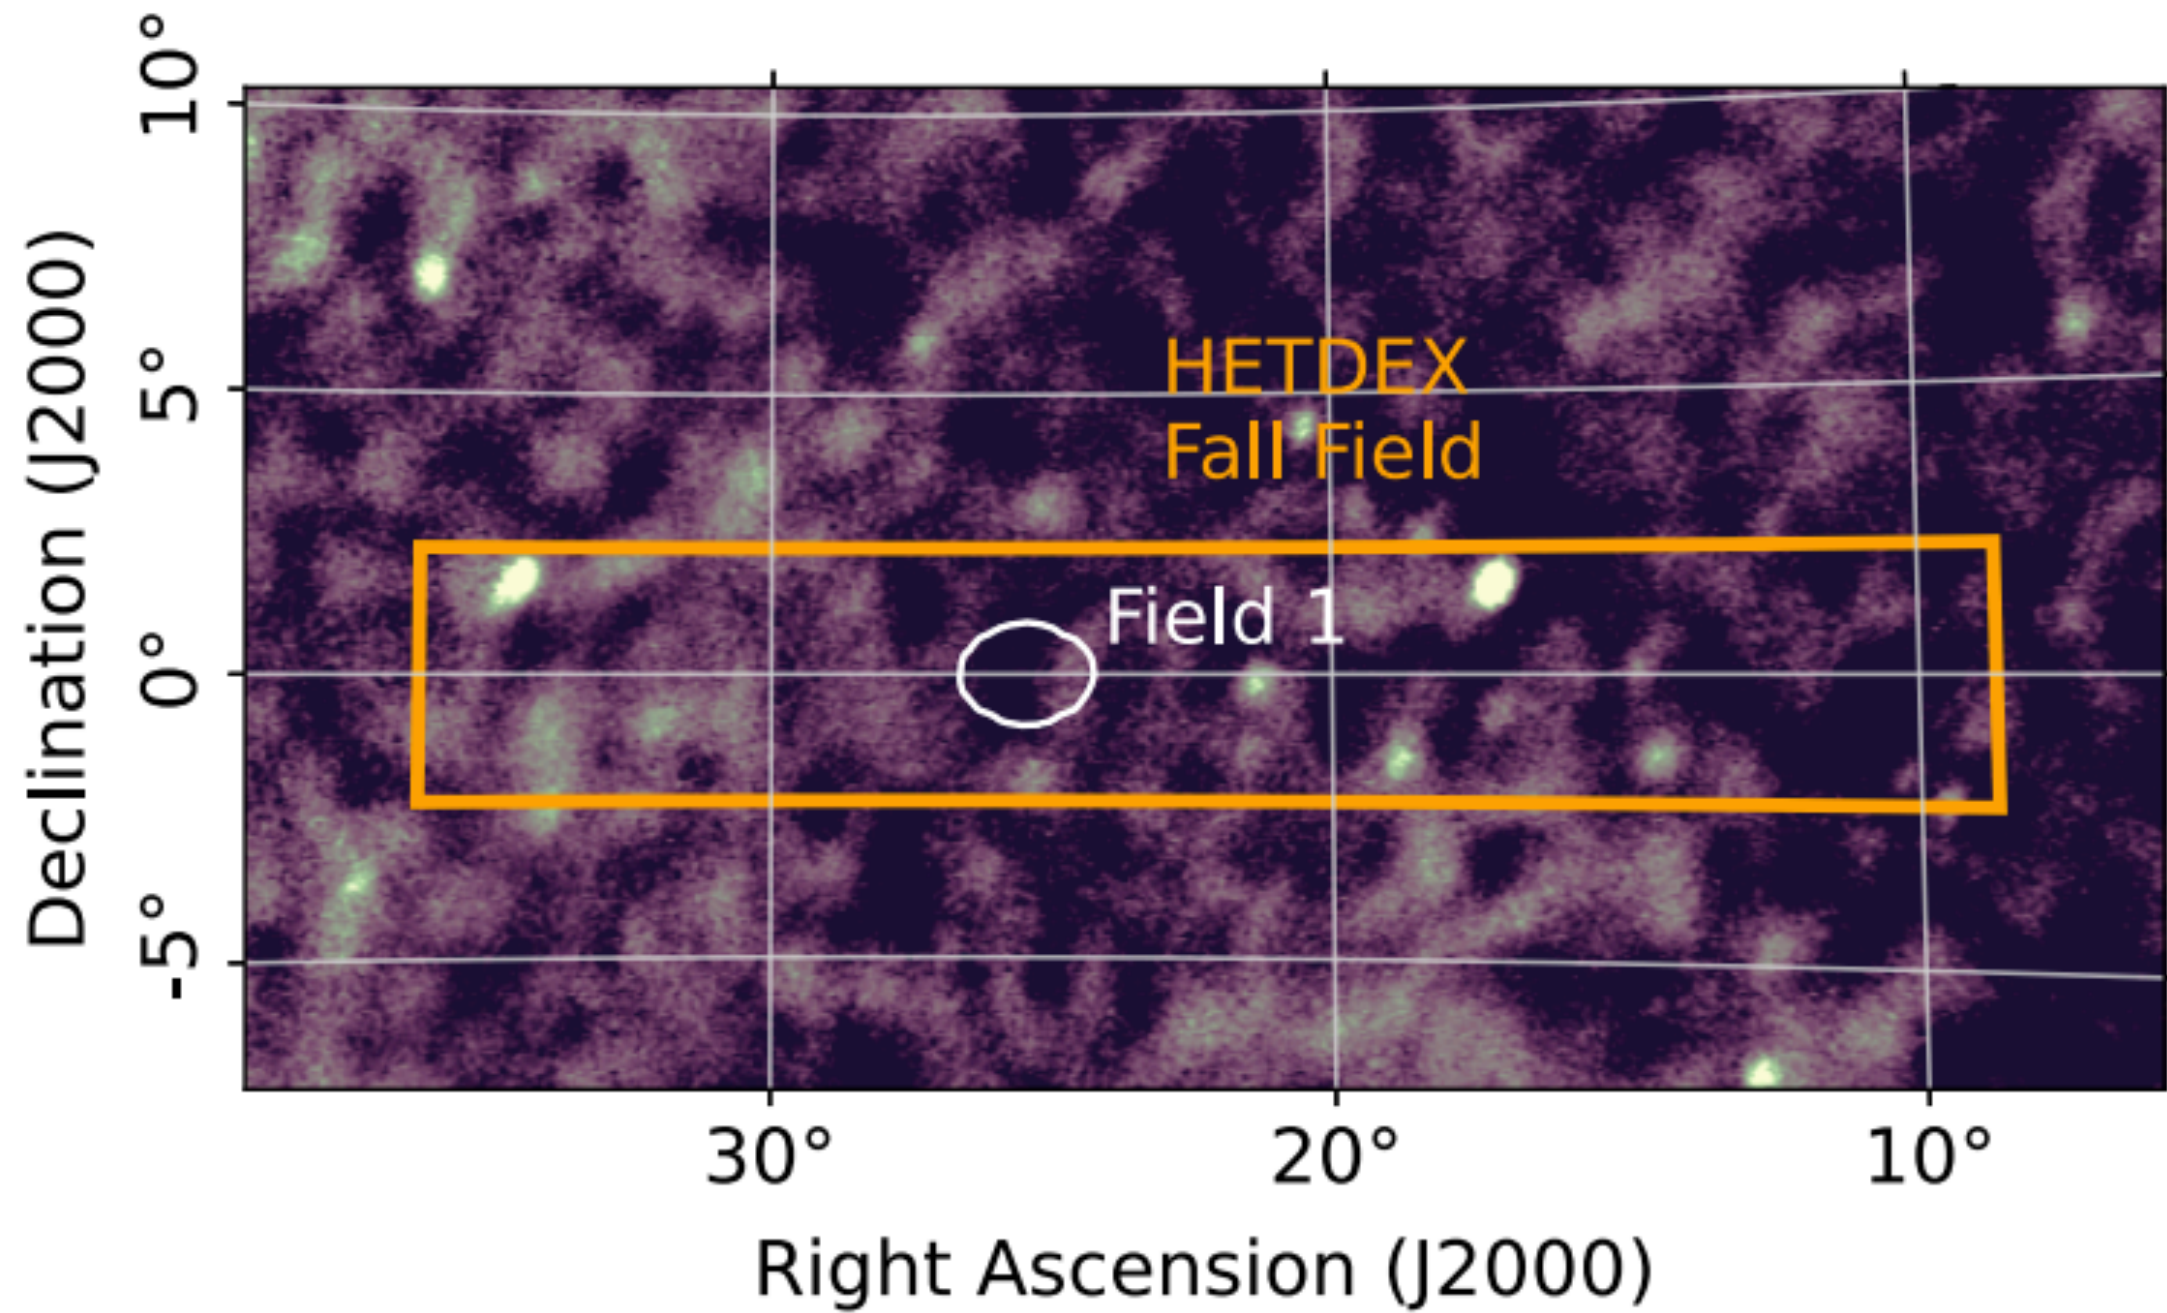 10°
5°
0°
-5°
Declination (J2000)
HETDEX
Fall Field
Field 1
30°
20°
10°
Right Ascension (J2000)